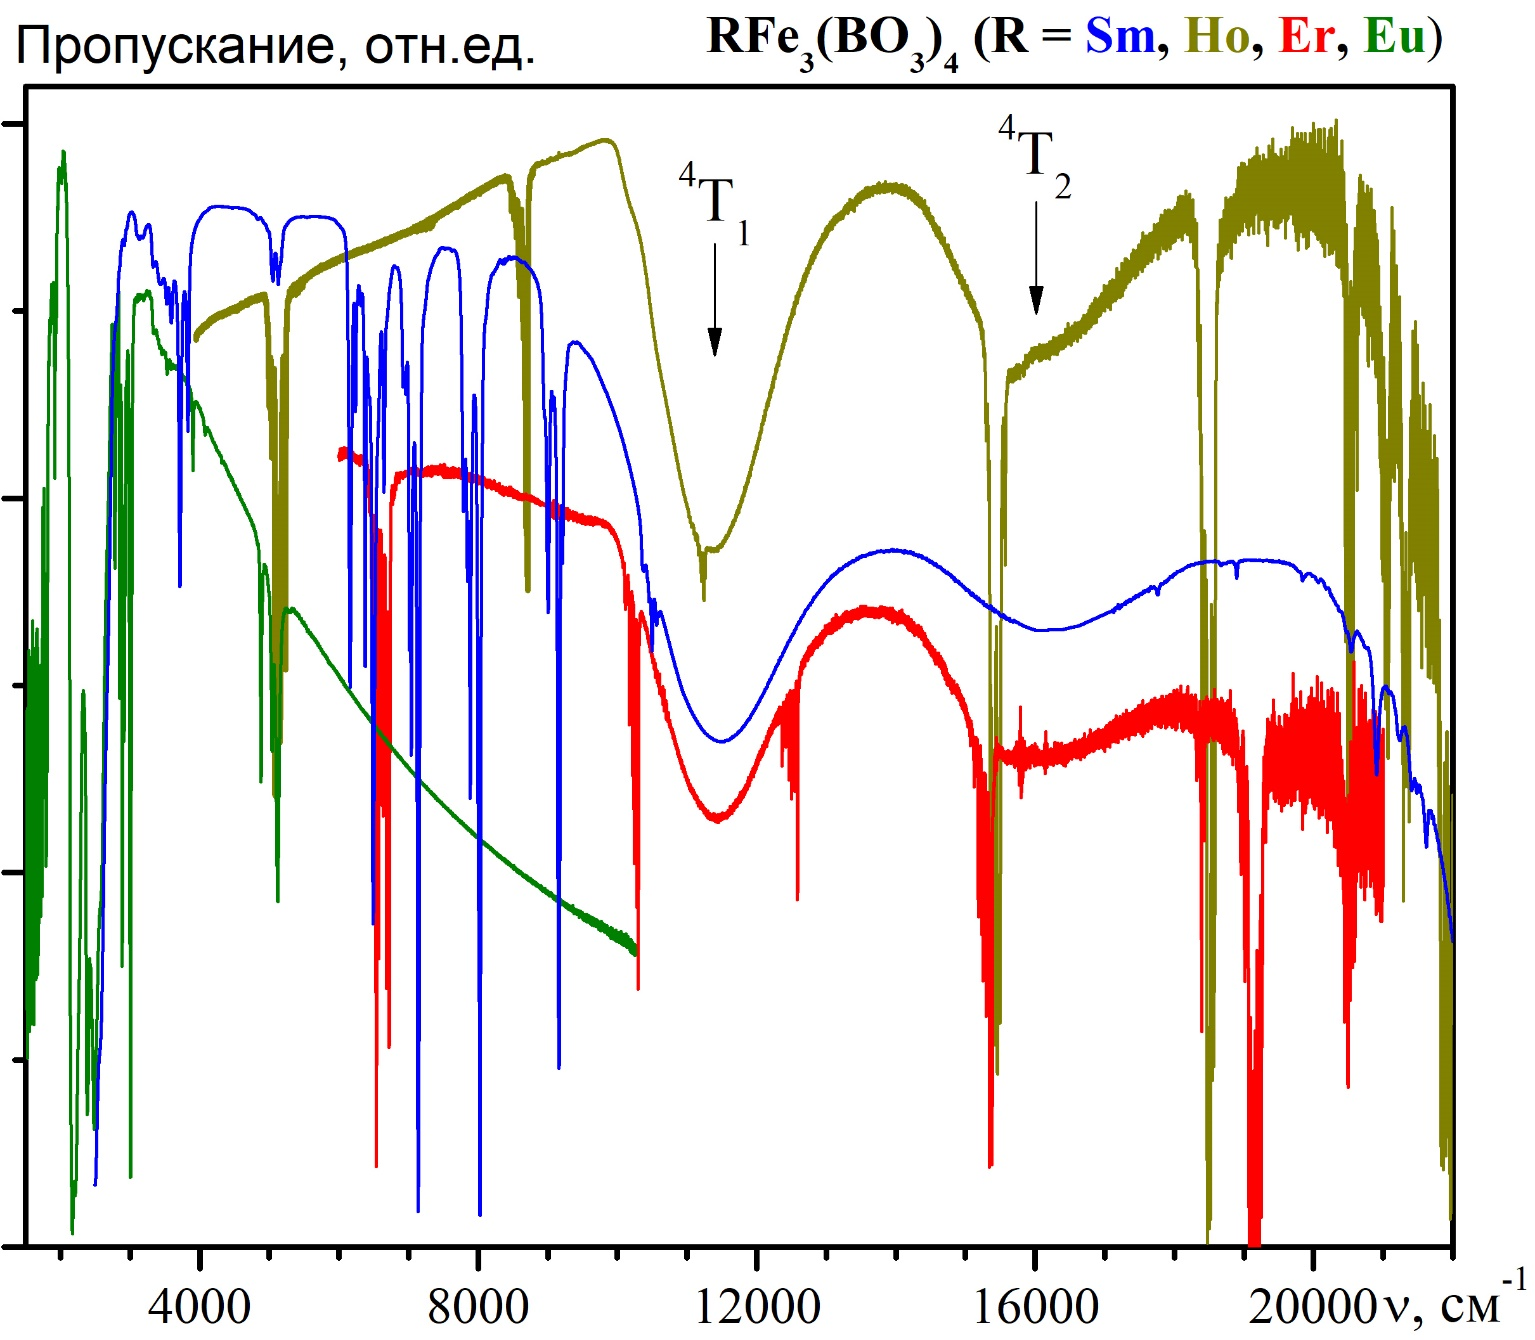 Пропускание, отн.ед.
RFe₃(BO₃)₄ (R = Sm, Ho, Er, Eu)
⁴T₁
⁴T₂
4000 8000 12000 16000 20000 ν, см⁻¹